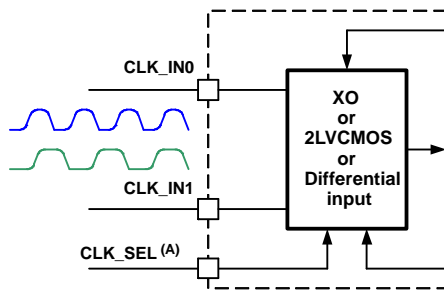 CLK_IN0
XO
or
2LVCMOS
or
Differential
input
CLK_IN1
CLK_SEL (A)